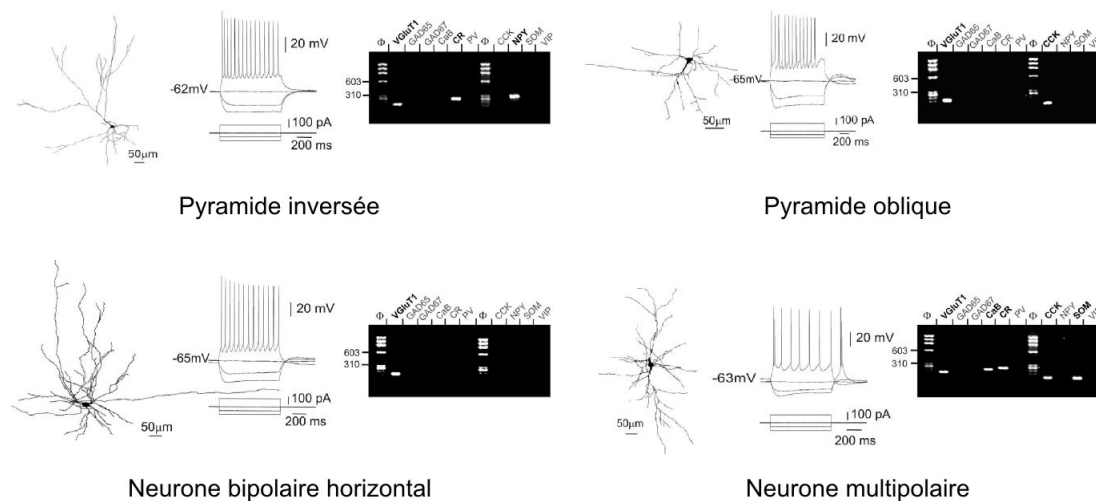 Ø VGluT1 GAD65 GAD67 CaB CR PV Ø CCK NPY SOM VIP
20 mV
603
310
-62mV
100 pA
200 ms
50µm
Pyramide inversée
Ø VGluT1 GAD65 GAD67 CaB CR PV Ø CCK NPY SOM
20 mV
603
310
-65mV
100 pA
200 ms
50µm
Pyramide oblique
Ø VGluT1 GAD65 GAD67 CaB CR PV Ø CCK NPY SOM VIP
20 mV
603
310
-65mV
100 pA
200 ms
50µm
Neurone bipolaire horizontal
Ø VGluT1 GAD65 GAD67 CaB CR PV Ø CCK NPY SOM
20 mV
603
310
-63mV
100 pA
200 ms
50µm
Neurone multipolaire